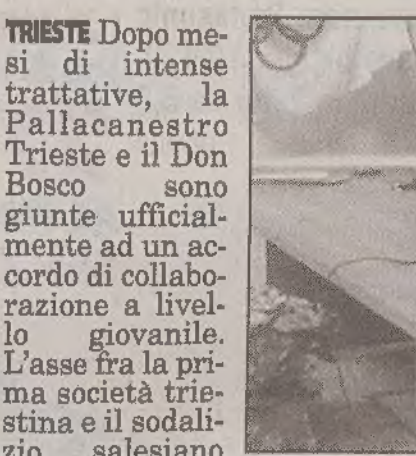 TRIESTE Dopo me-
si di intense
trattative, la
Pallacanestro
Trieste e il Don
Bosco sono
giunte ufficial-
mente ad un ac-
cordo di collabo-
razione a livel-
lo giovanile.
L'asse fra la pri-
ma società trie-
stina e il sodali-
zio salesiano